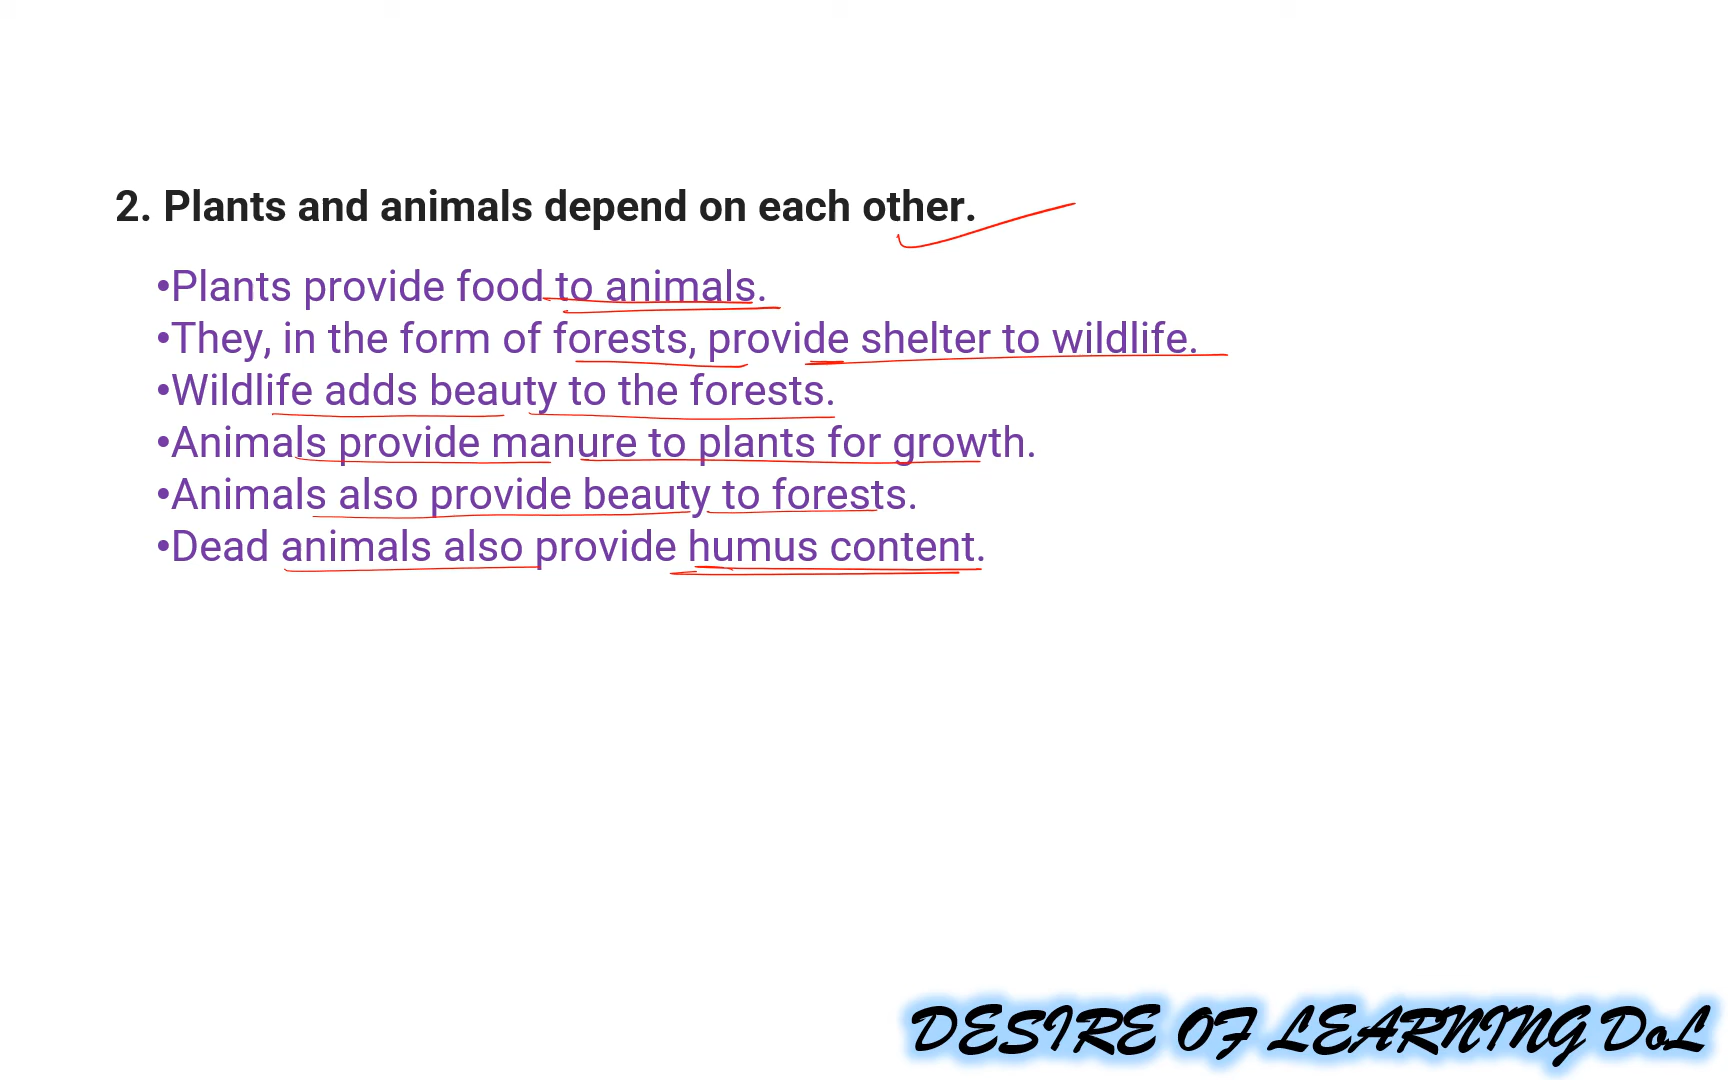 2. Plants and animals depend on each other.
•Plants provide food to animals.
•They, in the form of forests, provide shelter to wildlife.
•Wildlife adds beauty to the forests.
•Animals provide manure to plants for growth.
•Animals also provide beauty to forests.
•Dead animals also provide humus content.
DESIRE OF LEARNING DoL